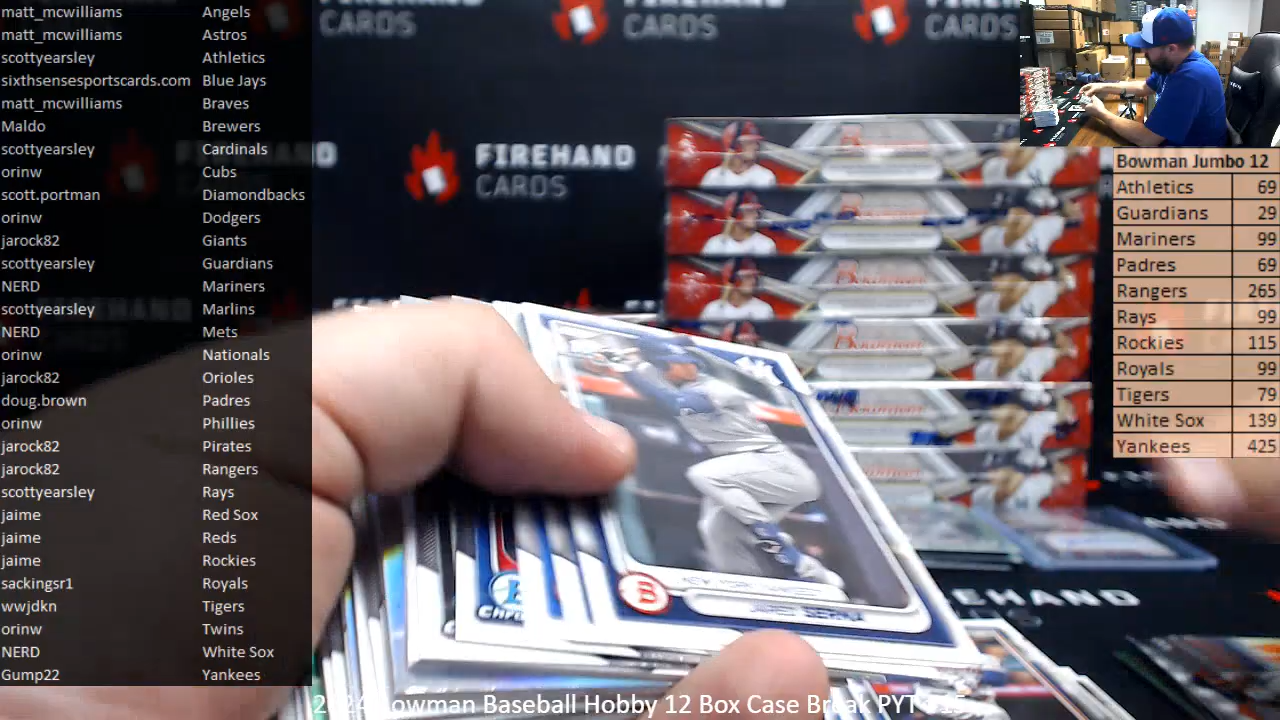 matt_mcwilliams Angels
matt_mcwilliams Astros
scottyearsley Athletics
sixthsensesportscards.com Blue Jays
matt_mcwilliams Braves
Maldo Brewers
scottyearsley Cardinals
orinw Cubs
scott.portman Diamondbacks
orinw Dodgers
jarock82 Giants
scottyearsley Guardians
NERD Mariners
scottyearsley Marlins
NERD Mets
orinw Nationals
jarock82 Orioles
doug.brown Padres
orinw Phillies
jarock82 Pirates
jarock82 Rangers
scottyearsley Rays
jaime Red Sox
jaime Reds
jaime Rockies
sackingsr1 Royals
wwjdkn Tigers
orinw Twins
NERD White Sox
Gump22 Yankees
CARDS
CARDS
CARDS
FIREHAND
CARDS
Bowman Jumbo 12
Athletics 69
Guardians 29
Mariners 99
Padres 69
Rangers 265
Rays 99
Rockies 115
Royals 99
Tigers 79
White Sox 139
Yankees 425
B
NEW YORK YANKEES
2024 Bowman Baseball Hobby 12 Box Case Break PYT